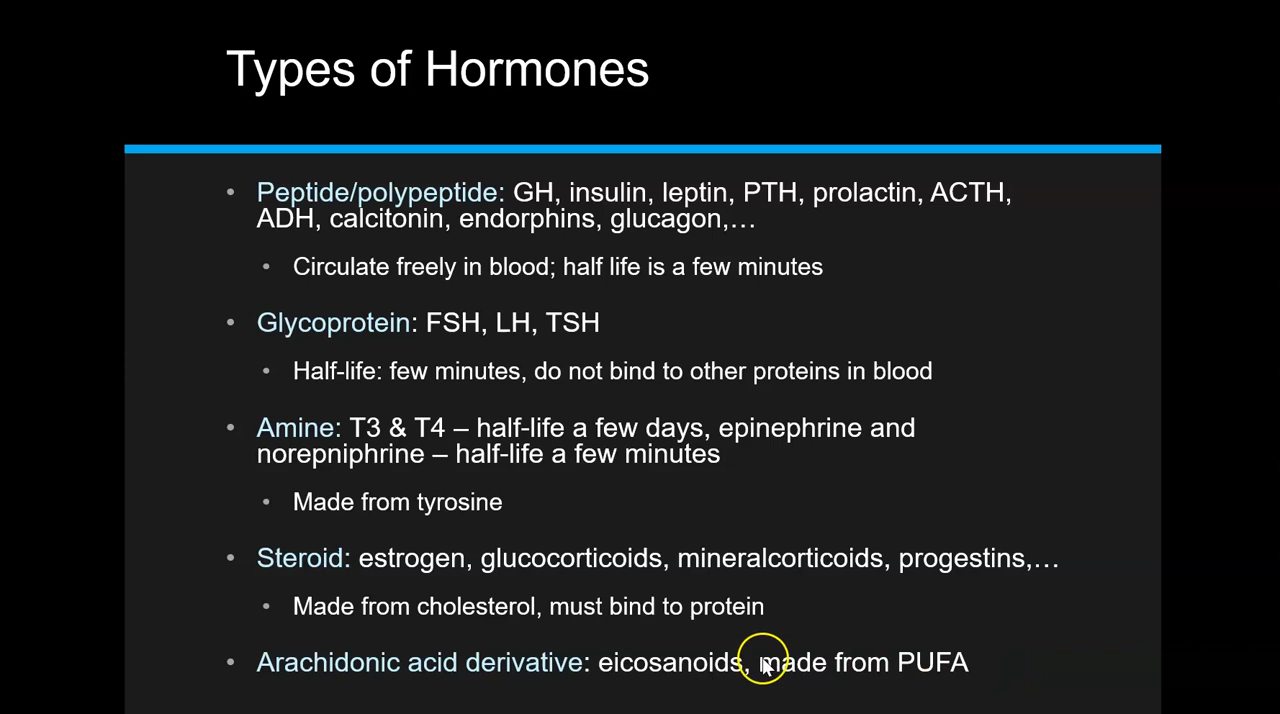 Types of Hormones
• Peptide/polypeptide: GH, insulin, leptin, PTH, prolactin, ACTH,
ADH, calcitonin, endorphins, glucagon,…
• Circulate freely in blood; half life is a few minutes
• Glycoprotein: FSH, LH, TSH
• Half-life: few minutes, do not bind to other proteins in blood
• Amine: T3 & T4 – half-life a few days, epinephrine and
norepniphrine – half-life a few minutes
• Made from tyrosine
• Steroid: estrogen, glucocorticoids, mineralcorticoids, progestins,…
• Made from cholesterol, must bind to protein
• Arachidonic acid derivative: eicosanoids, made from PUFA